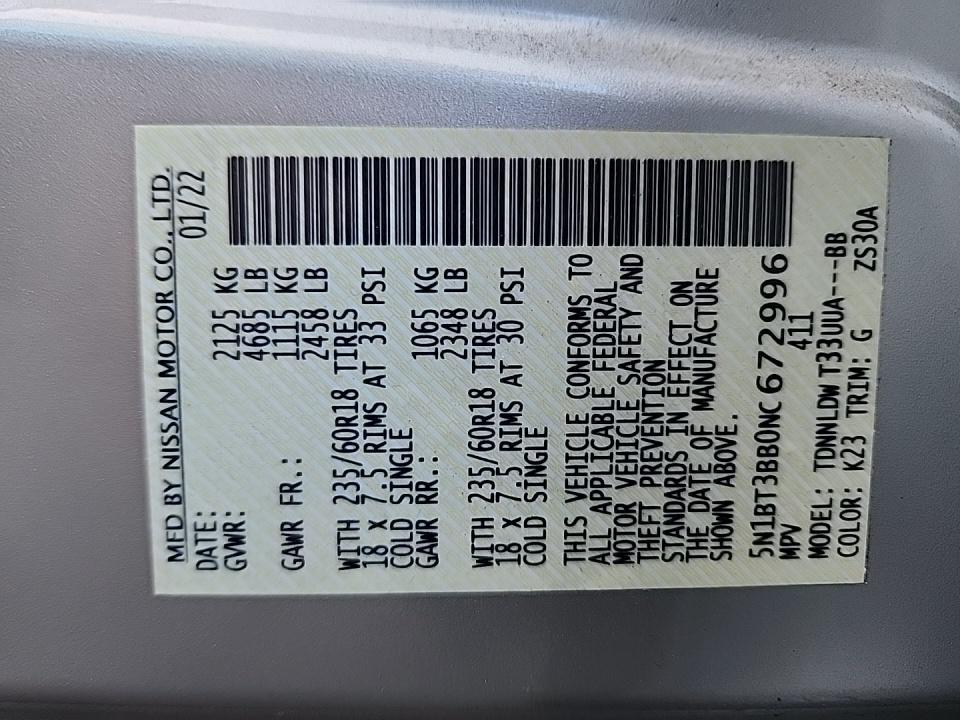 MFD BY NISSAN MOTOR CO., LTD.
DATE: 01/22
GVWR: 2125 KG
4685 LB
GAWR FR.: 1115 KG
2458 LB
WITH 235/60R18 TIRES
18 X 7.5 RIMS AT 33 PSI
COLD SINGLE
GAWR RR.: 1065 KG
2348 LB
WITH 235/60R18 TIRES
18 X 7.5 RIMS AT 30 PSI
COLD SINGLE
THIS VEHICLE CONFORMS TO
ALL APPLICABLE FEDERAL
MOTOR VEHICLE SAFETY AND
THEFT PREVENTION
STANDARDS IN EFFECT ON
THE DATE OF MANUFACTURE
SHOWN ABOVE.
5N1BT3BB0NC672996
MPV 411
MODEL: TDNNLDW T33UUA---BB
COLOR: K23 TRIM: G ZS30A